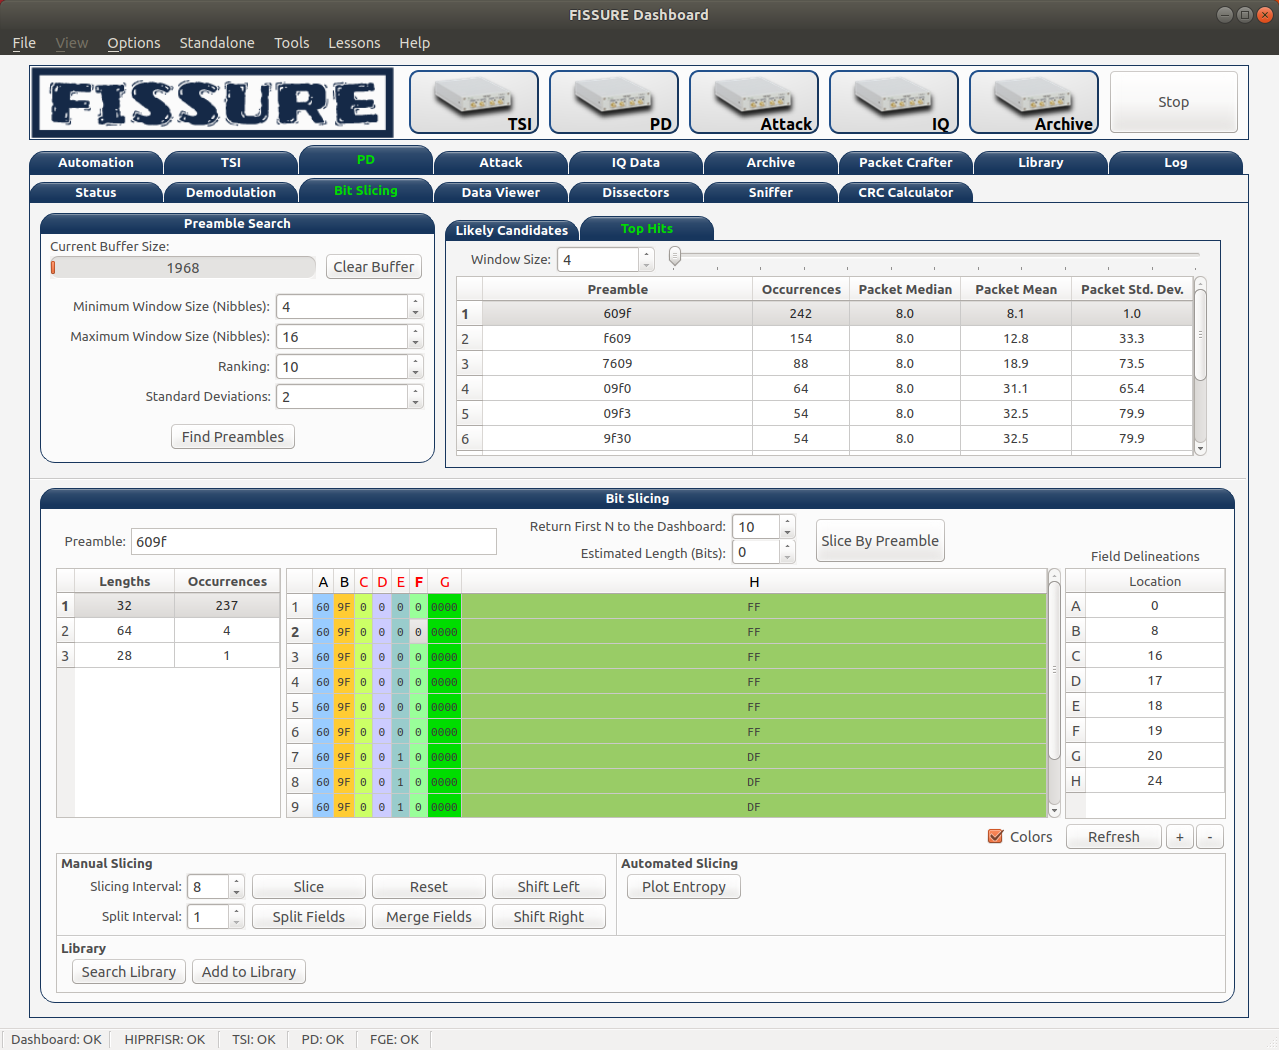 FISSURE Dashboard
File View Options Standalone Tools Lessons Help
FISSURE TSI PD Attack IQ Archive Stop
Automation TSI PD Attack IQ Data Archive Packet Crafter Library Log
Status Demodulation Bit Slicing Data Viewer Dissectors Sniffer CRC Calculator
Preamble Search
Current Buffer Size:
1968 Clear Buffer
Minimum Window Size (Nibbles): 4
Maximum Window Size (Nibbles): 16
Ranking: 10
Standard Deviations: 2
Find Preambles
Likely Candidates Top Hits
Window Size: 4
Preamble Occurrences Packet Median Packet Mean Packet Std. Dev.
1 609f 242 8.0 8.1 1.0
2 f609 154 8.0 12.8 33.3
3 7609 88 8.0 18.9 73.5
4 09f0 64 8.0 31.1 65.4
5 09f3 54 8.0 32.5 79.9
6 9f30 54 8.0 32.5 79.9
Bit Slicing
Preamble: 609f
Return First N to the Dashboard: 10
Estimated Length (Bits): 0
Slice By Preamble
Lengths Occurrences
1 32 237
2 64 4
3 28 1
A B C D E F G H
1 60 9F 0 0 0 0 0000 FF
2 60 9F 0 0 0 0 0000 FF
3 60 9F 0 0 0 0 0000 FF
4 60 9F 0 0 0 0 0000 FF
5 60 9F 0 0 0 0 0000 FF
6 60 9F 0 0 0 0 0000 FF
7 60 9F 0 0 1 0 0000 DF
8 60 9F 0 0 1 0 0000 DF
9 60 9F 0 0 1 0 0000 DF
Field Delineations
Location
A 0
B 8
C 16
D 17
E 18
F 19
G 20
H 24
Colors Refresh + -
Manual Slicing
Slicing Interval: 8 Slice Reset Shift Left
Split Interval: 1 Split Fields Merge Fields Shift Right
Automated Slicing
Plot Entropy
Library
Search Library Add to Library
Dashboard: OK HIPRFISR: OK TSI: OK PD: OK FGE: OK